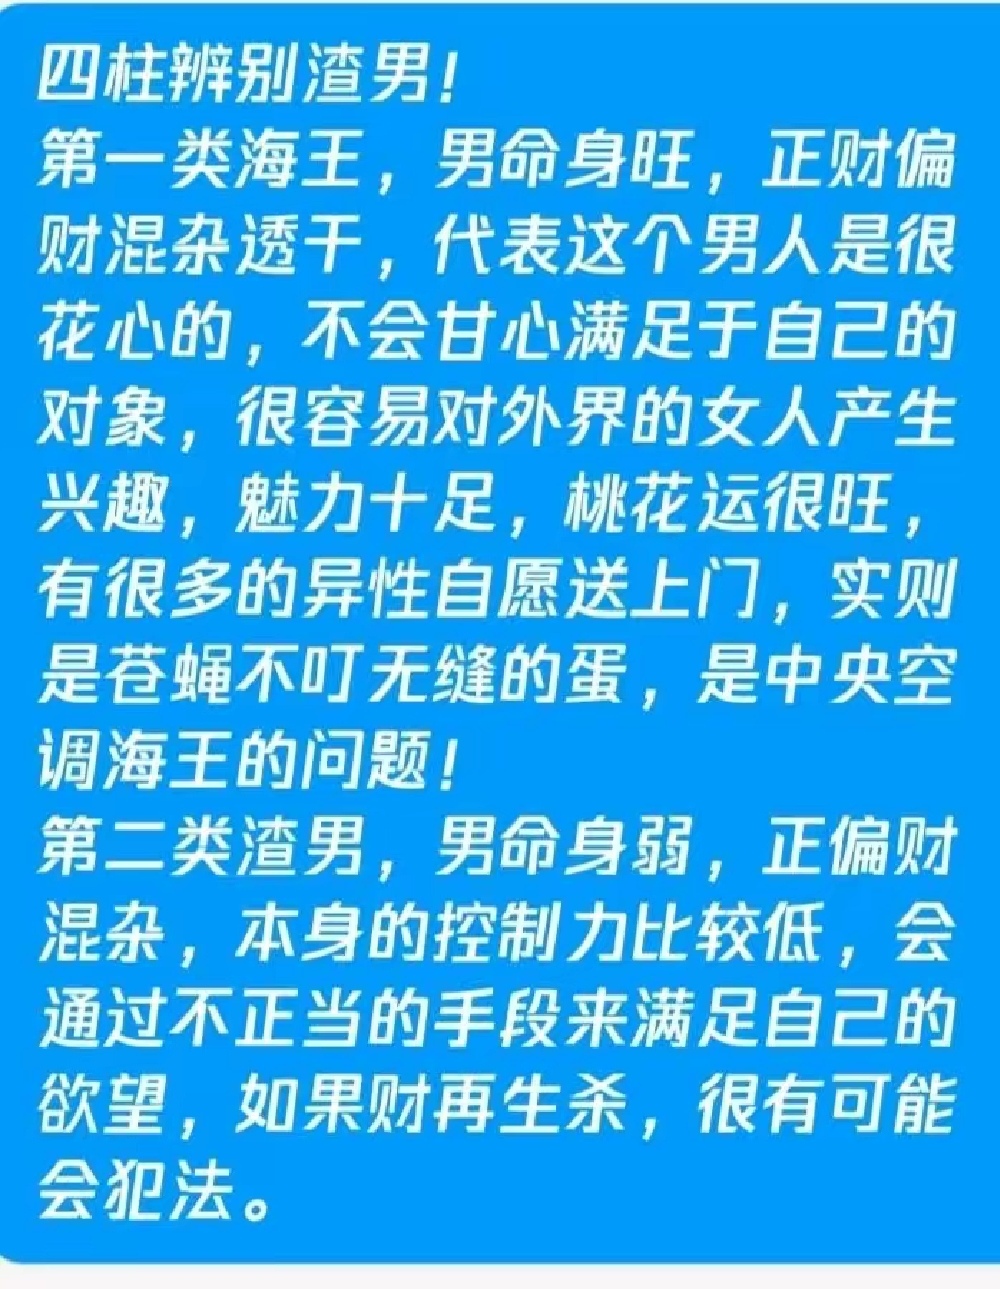 四柱辨别渣男！
第一类海王，男命身旺，正财偏
财混杂透干，代表这个男人是很
花心的，不会甘心满足于自己的
对象，很容易对外界的女人产生
兴趣，魅力十足，桃花运很旺，
有很多的异性自愿送上门，实则
是苍蝇不叮无缝的蛋，是中央空
调海王的问题！
第二类渣男，男命身弱，正偏财
混杂，本身的控制力比较低，会
通过不正当的手段来满足自己的
欲望，如果财再生杀，很有可能
会犯法。